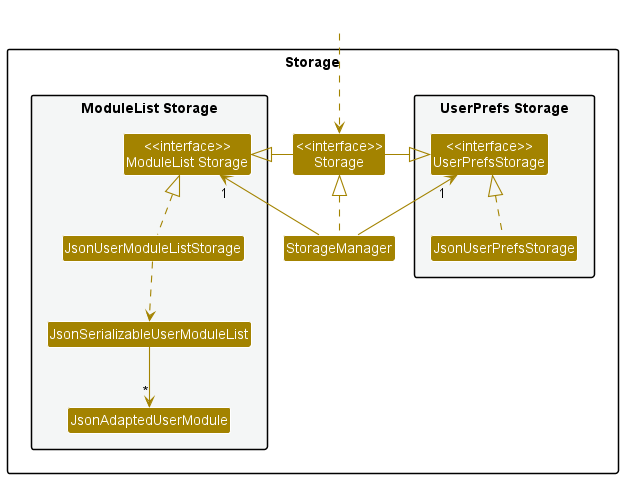 Storage
ModuleList Storage
UserPrefs Storage
<<interface>>
ModuleList Storage
<<interface>>
Storage
<<interface>>
UserPrefsStorage
1
1
JsonUserModuleListStorage
StorageManager
JsonUserPrefsStorage
JsonSerializableUserModuleList
*
JsonAdaptedUserModule